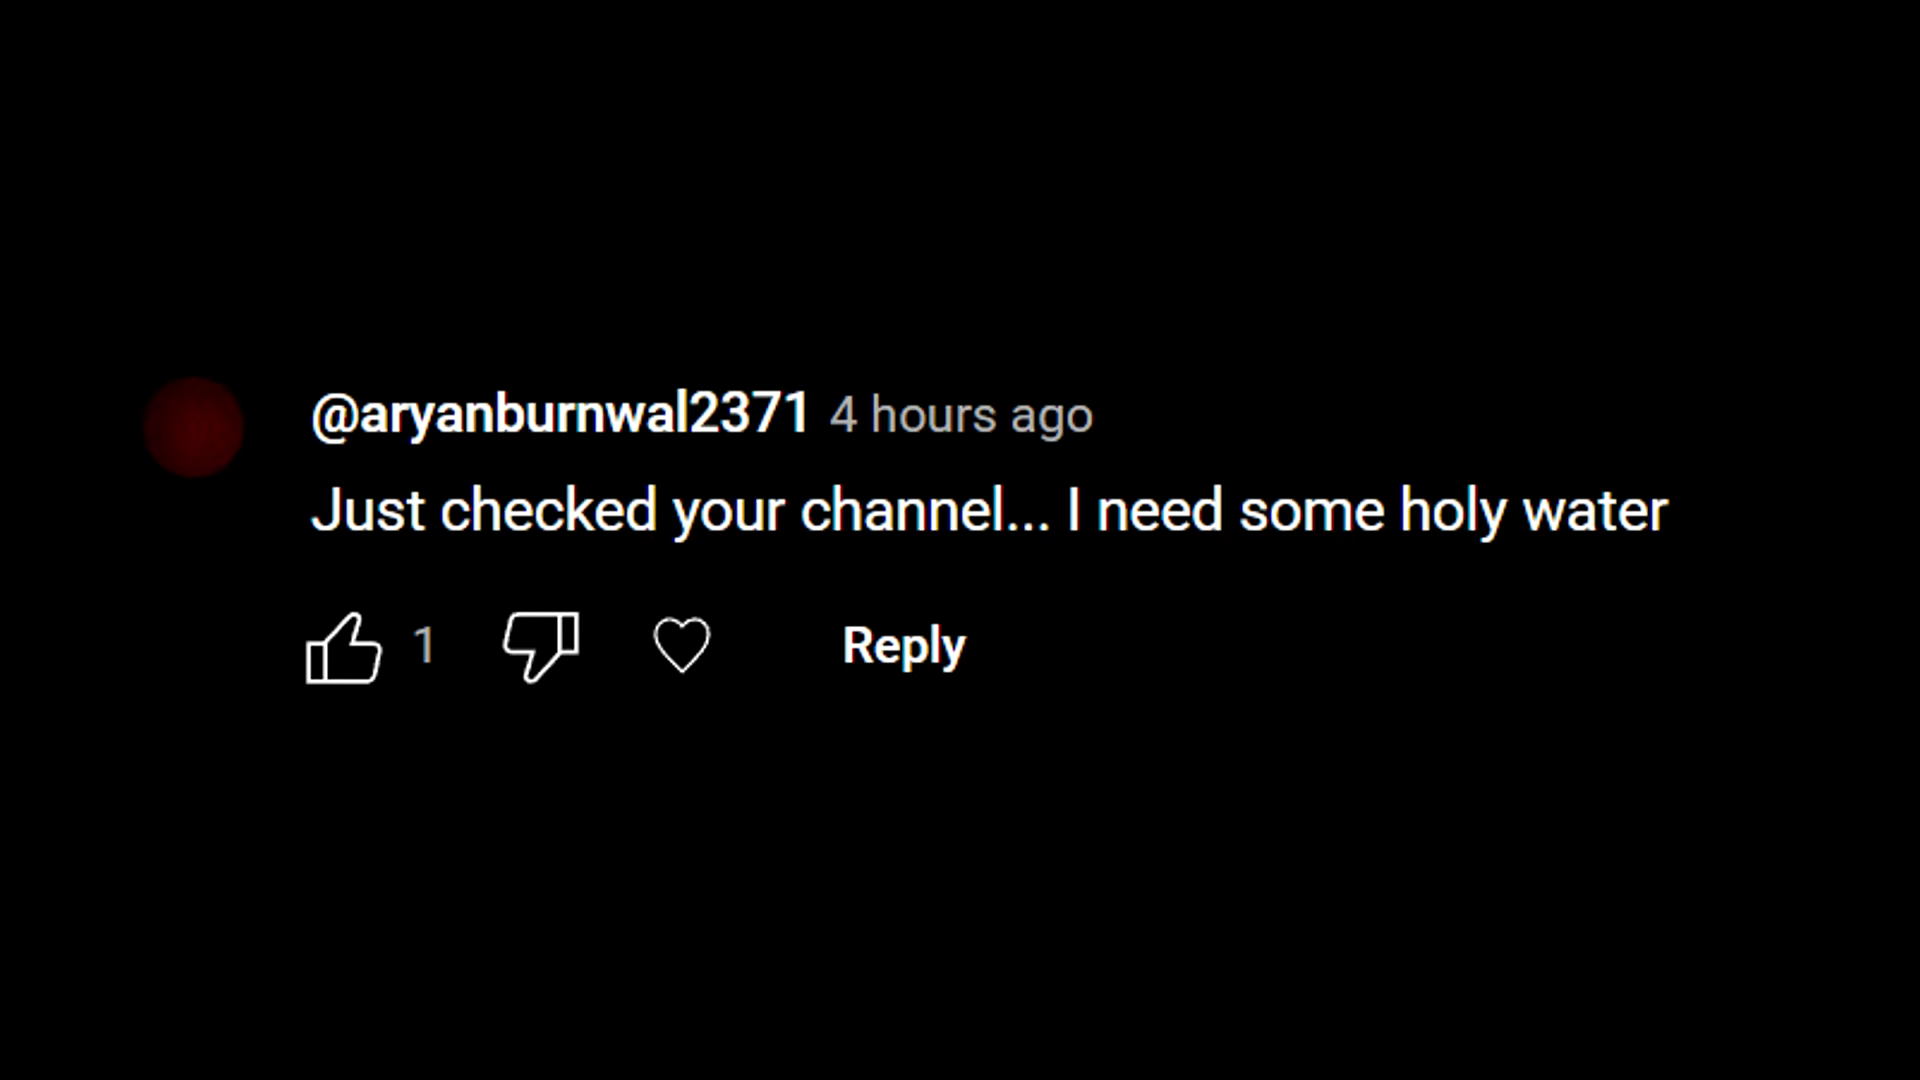 @aryanburnwal2371 4 hours ago
Just checked your channel... I need some holy water
1 Reply